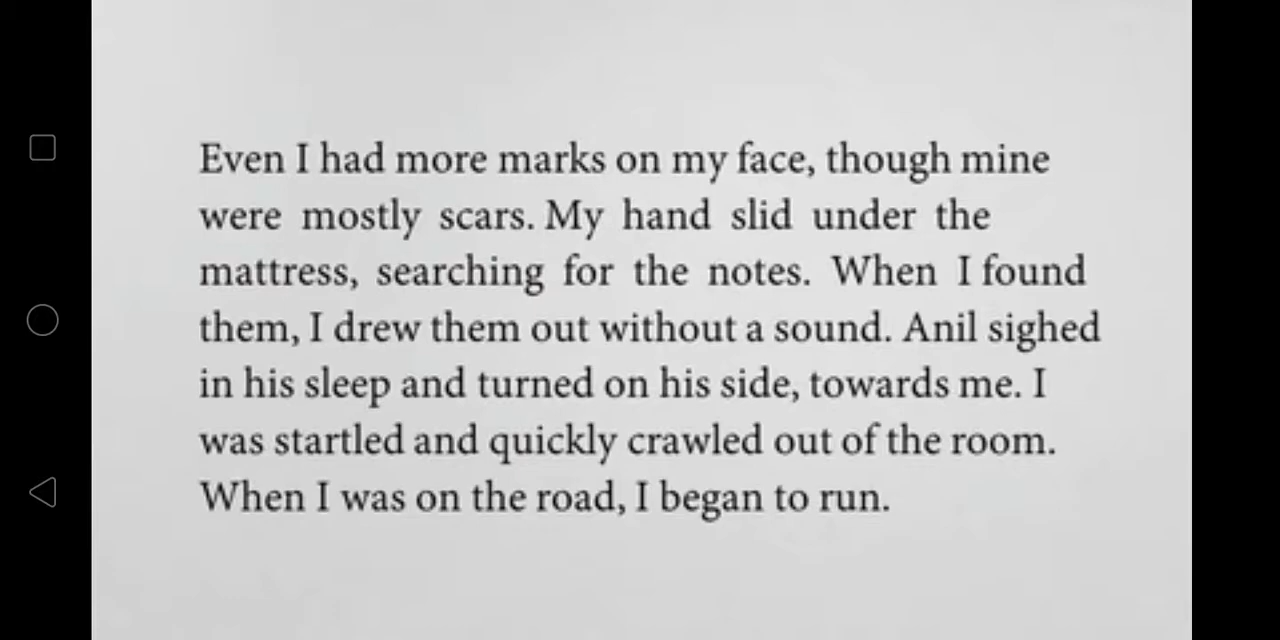 Even I had more marks on my face, though mine
were mostly scars. My hand slid under the
mattress, searching for the notes. When I found
them, I drew them out without a sound. Anil sighed
in his sleep and turned on his side, towards me. I
was startled and quickly crawled out of the room.
When I was on the road, I began to run.